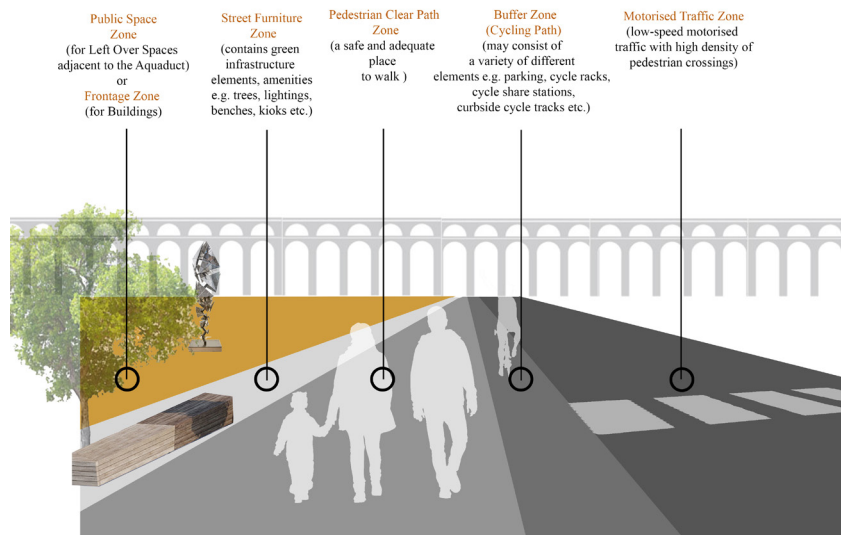 Public Space
Zone
(for Left Over Spaces
adjacent to the Aquaduct)
or
Frontage Zone
(for Buildings)
Street Furniture
Zone
(contains green
infrastructure
elements, amenities
e.g. trees, lightings,
benches, kioks etc.)
Pedestrian Clear Path
Zone
(a safe and adequate
place
to walk )
Buffer Zone
(Cycling Path)
(may consist of
a variety of different
elements e.g. parking, cycle racks,
cycle share stations,
curbside cycle tracks etc.)
Motorised Traffic Zone
(low-speed motorised
traffic with high density of
pedestrian crossings)